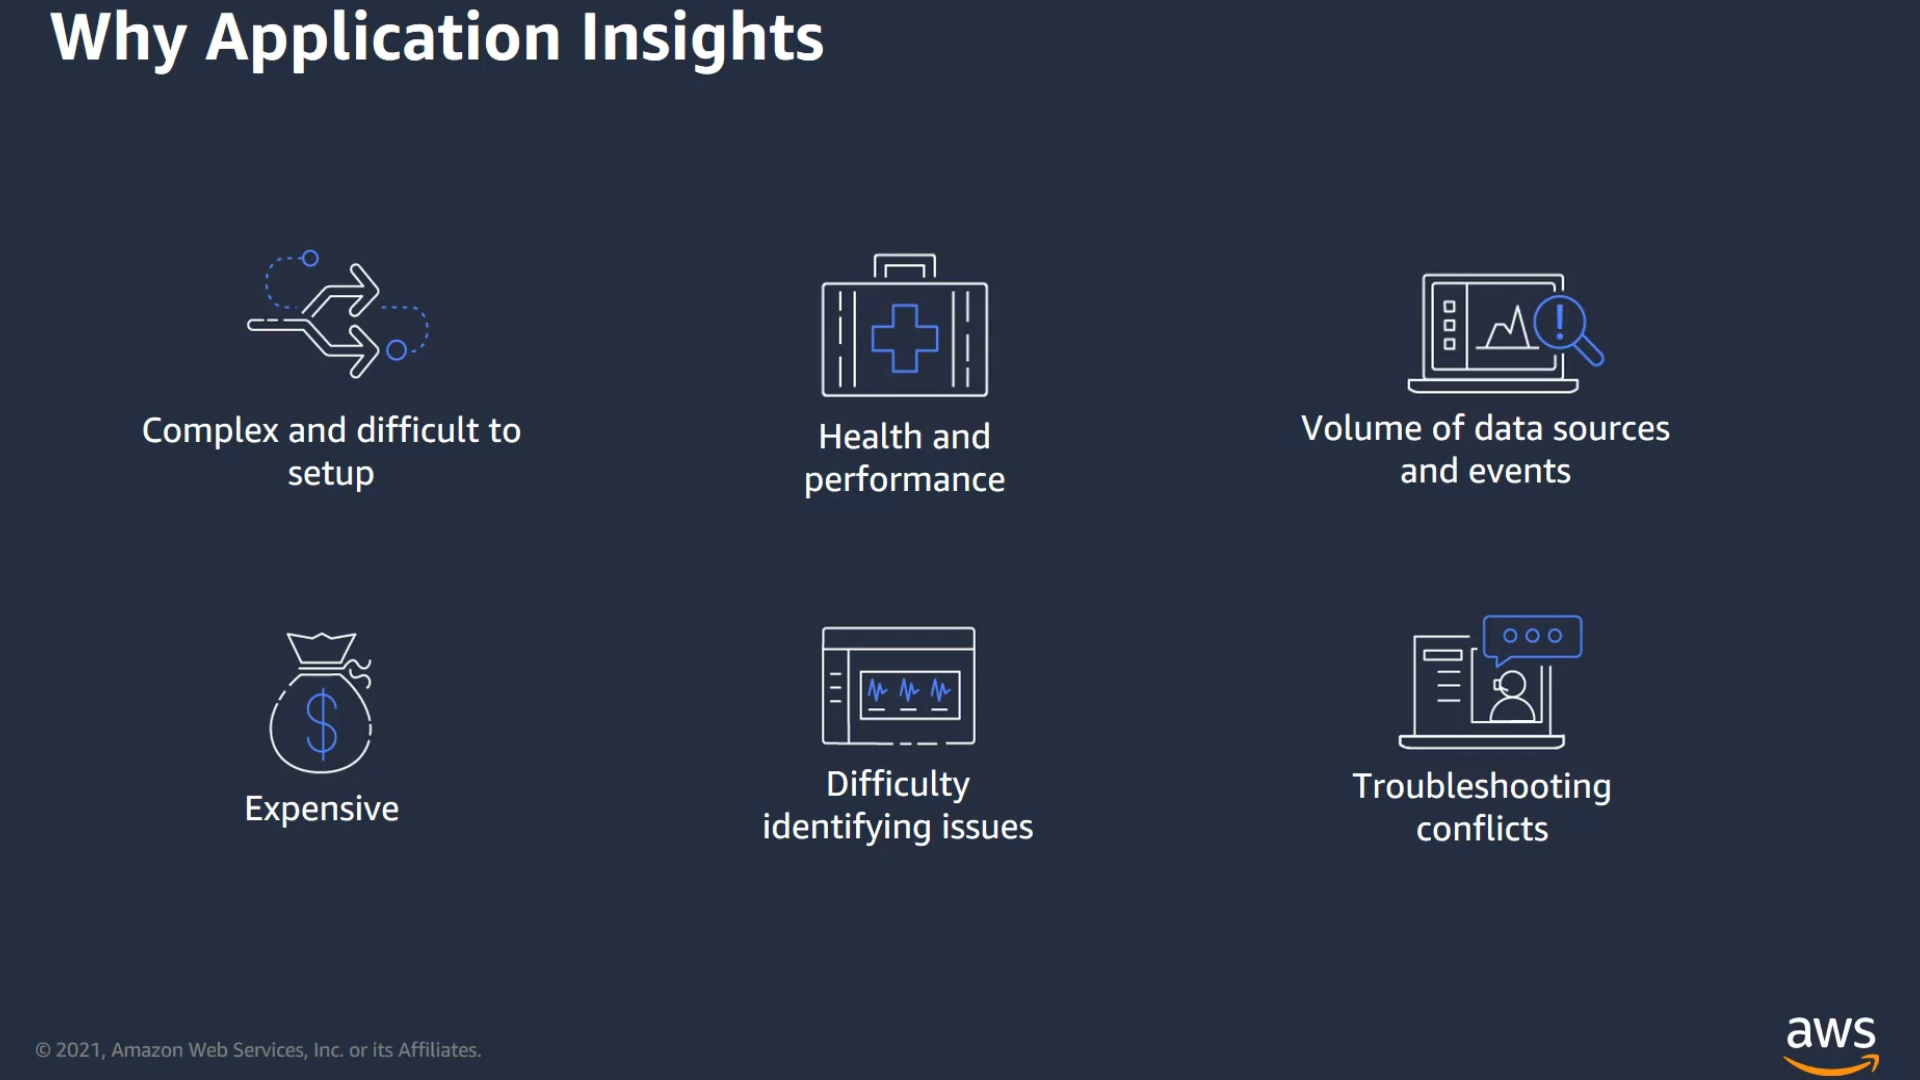 Why Application Insights
Complex and difficult to
setup
Health and
performance
Volume of data sources
and events
Expensive
Difficulty
identifying issues
Troubleshooting
conflicts
© 2021, Amazon Web Services, Inc. or its Affiliates.
aws